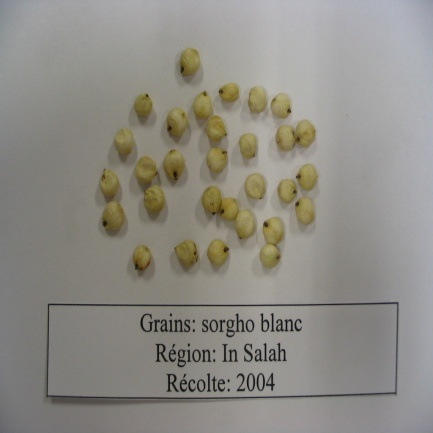 Grains: sorgho blanc
Région: In Salah
Récolte: 2004